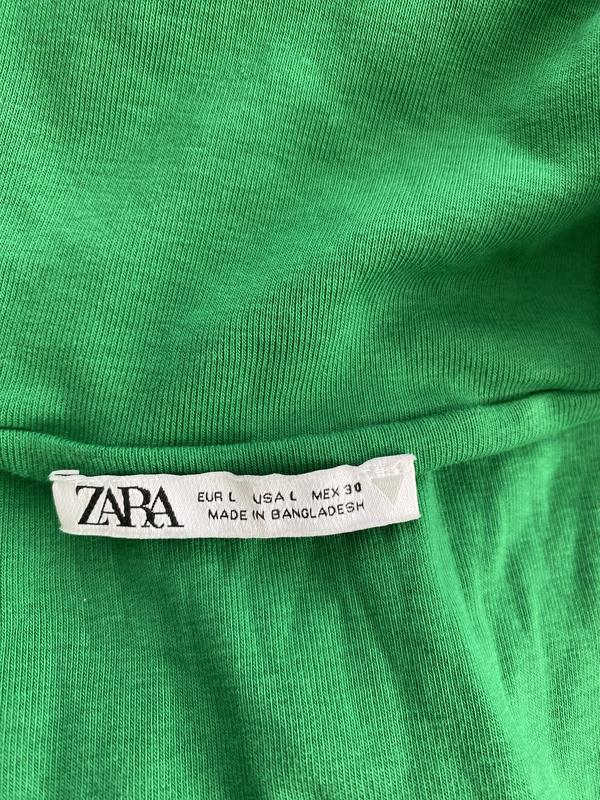 ZARA
EUR L USA L MEX 30
MADE IN BANGLADESH